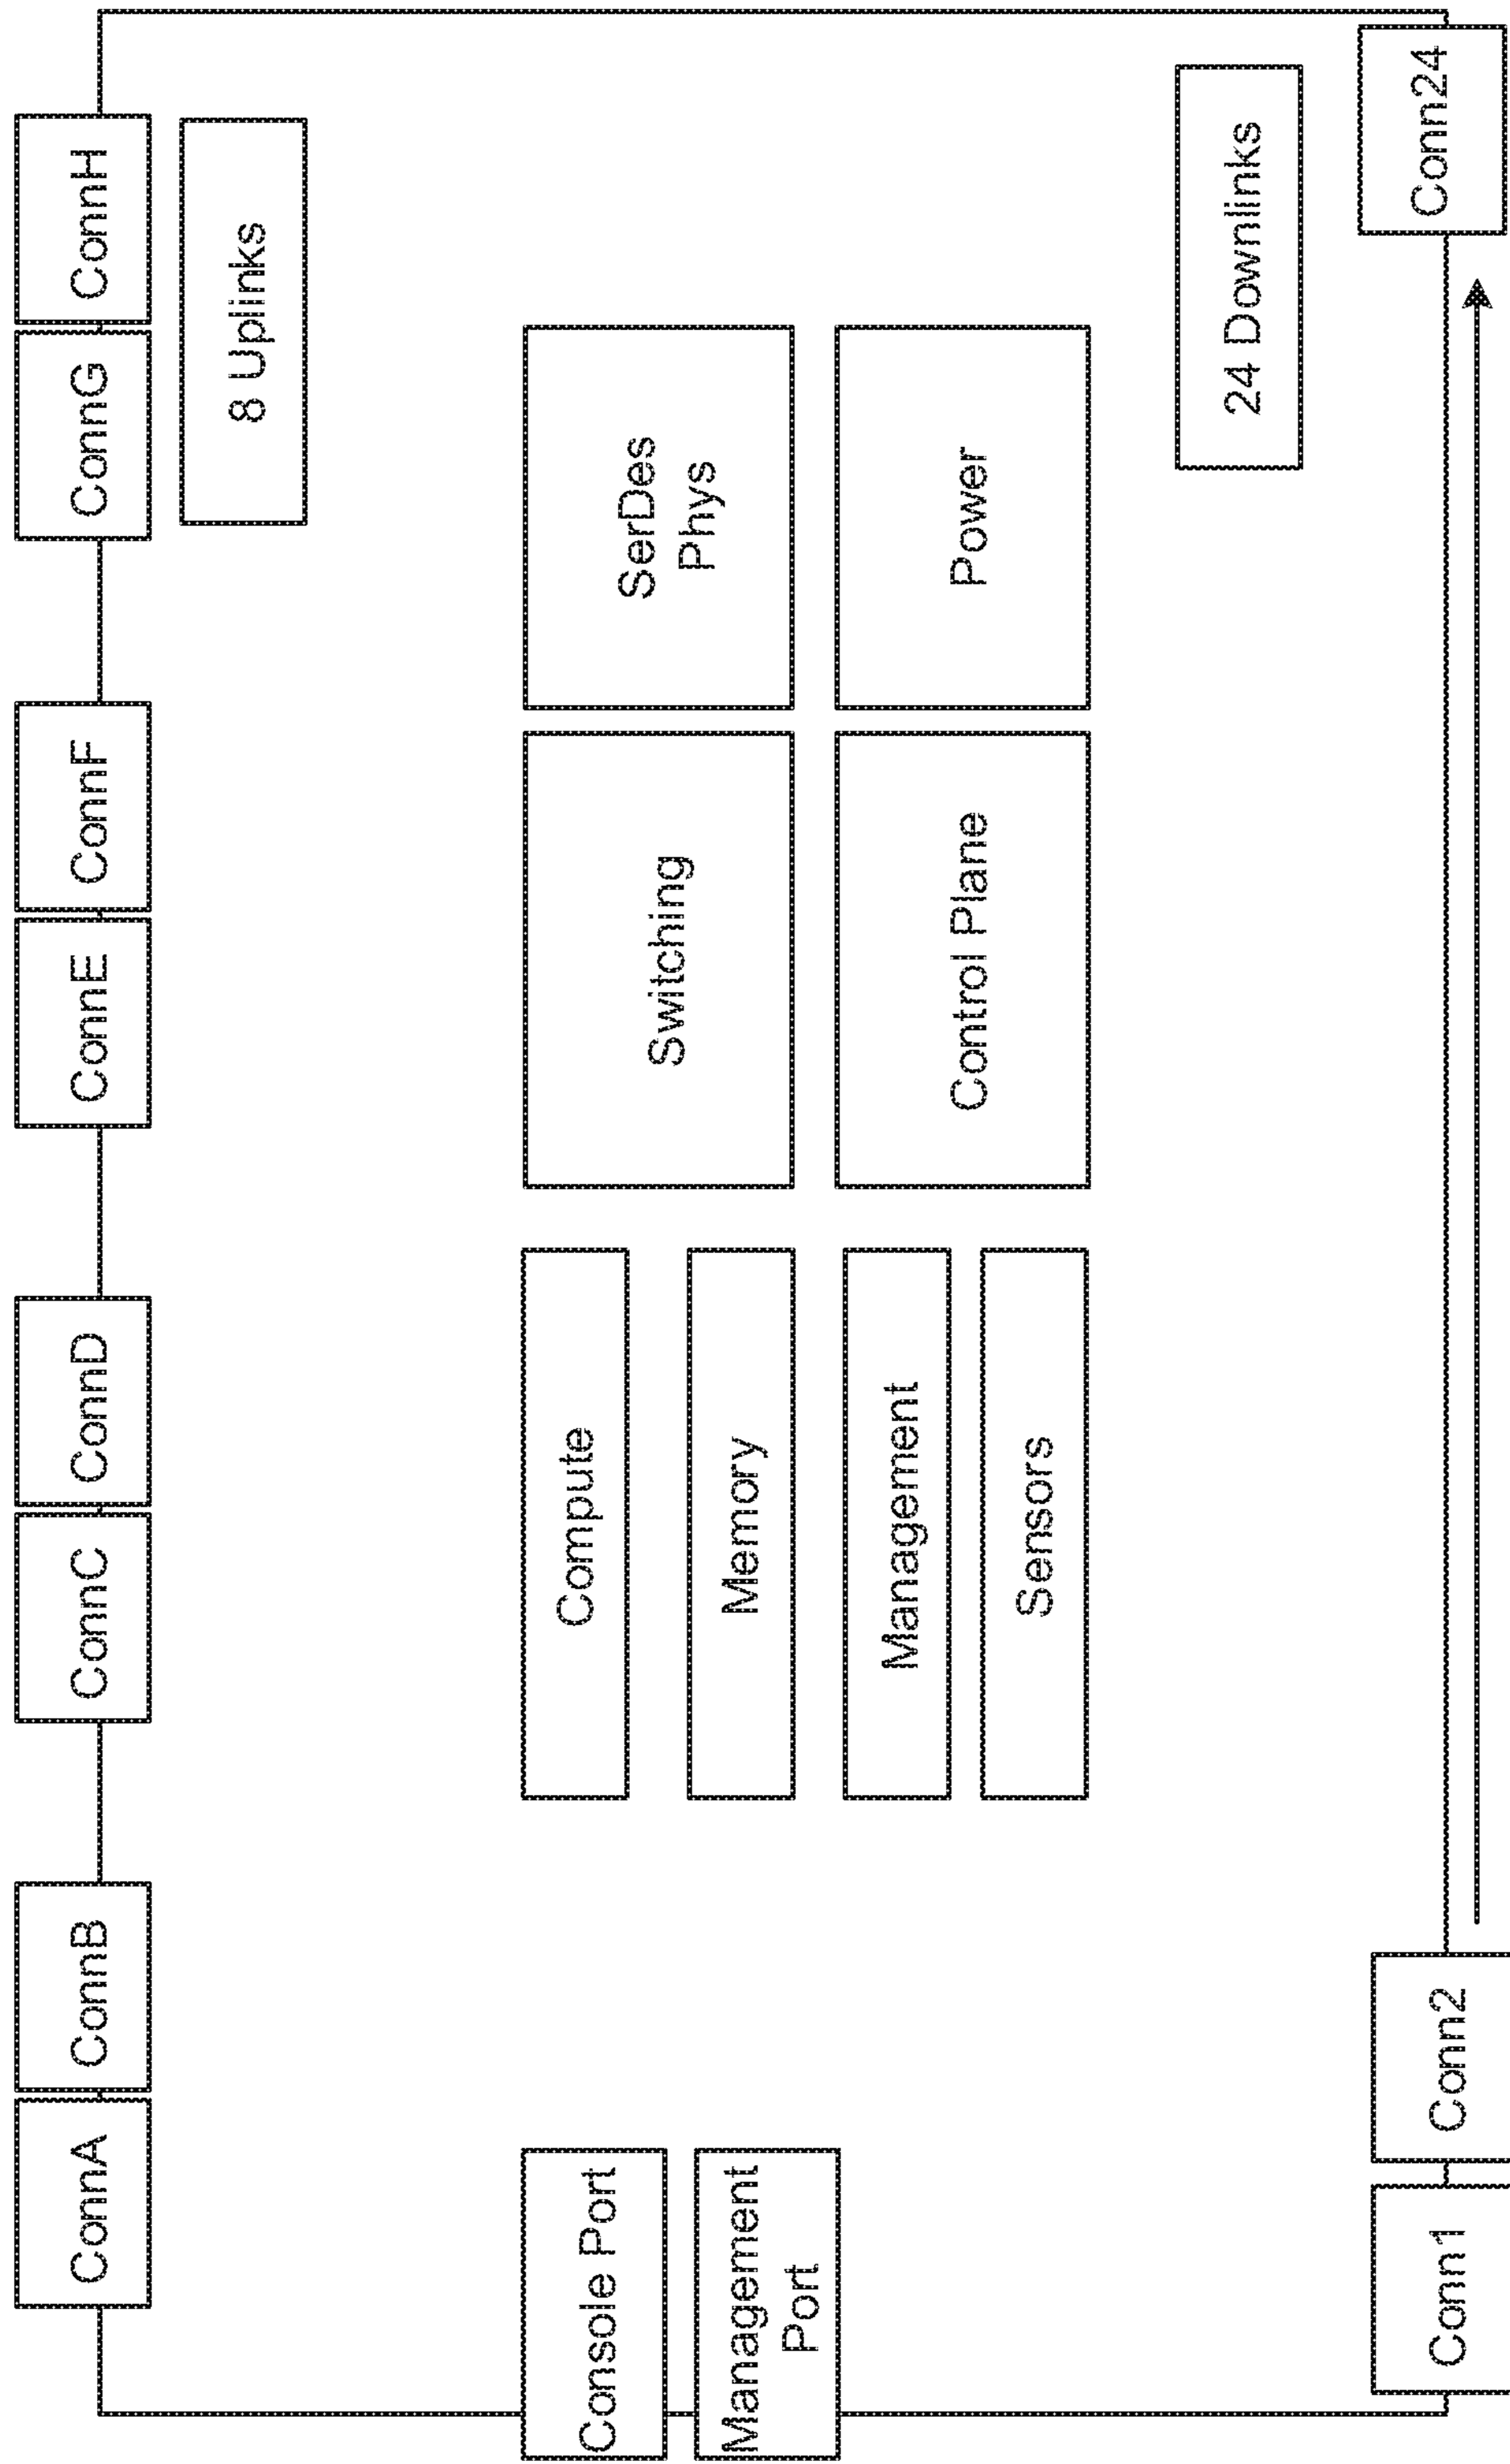 ConnA
ConnB
ConnC
ConnD
ConnE
ConnF
ConnG
ConnH
8 Uplinks
Console Port
Management
Port
Compute
Memory
Management
Sensors
Switching
SerDes
Phys
Control Plane
Power
24 Downlinks
Conn1
Conn2
Conn24